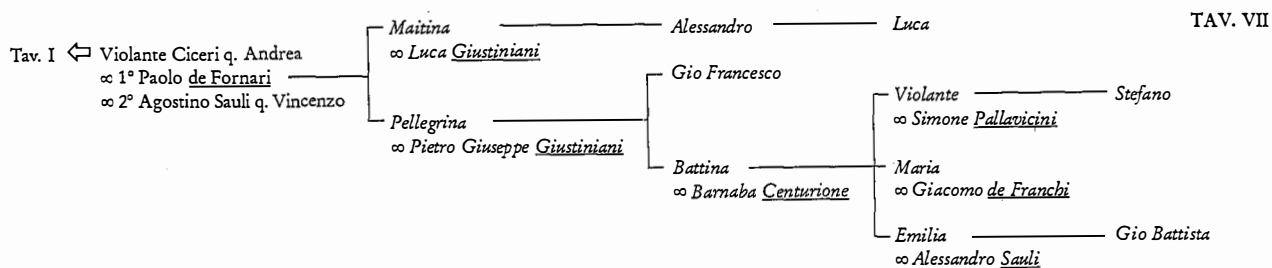 TAV. VII
Maitina Alessandro Luca
Tav. I ⇦ Violante Ciceri q. Andrea
∞ Luca Giustiniani
∞ 1° Paolo de Fornari
Gio Francesco
∞ 2° Agostino Sauli q. Vincenzo
Violante Stefano
Pellegrina
∞ Simone Pallavicini
∞ Pietro Giuseppe Giustiniani
Battina Maria
∞ Barnaba Centurione ∞ Giacomo de Franchi
Emilia Gio Battista
∞ Alessandro Sauli